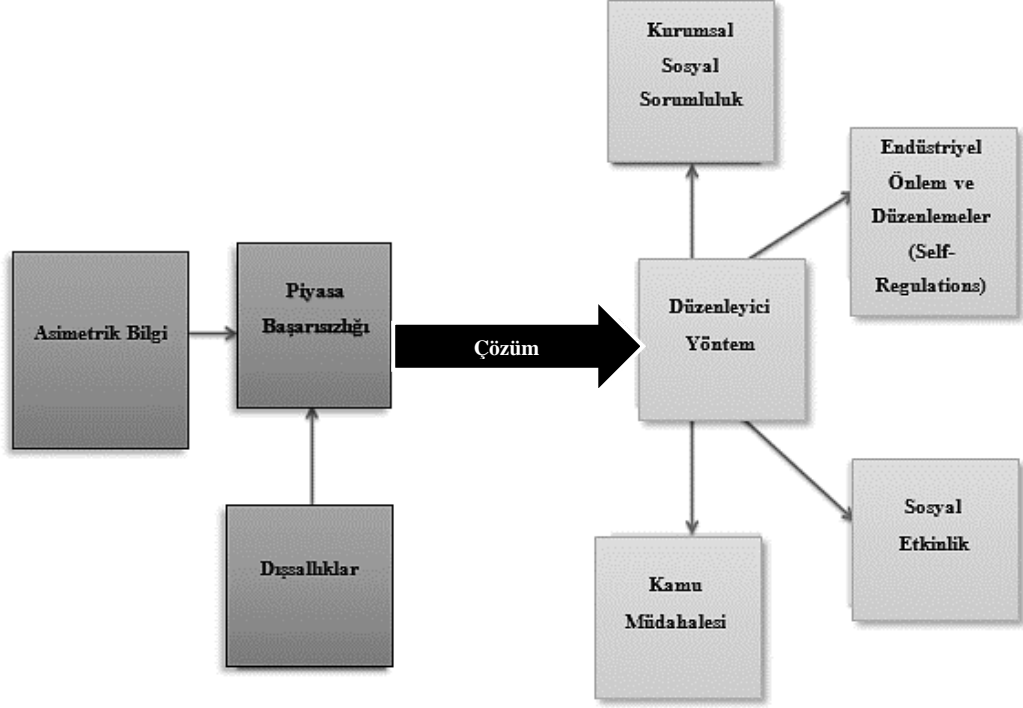 Kurumsal
Sosyal
Sorumluluk
Endüstriyel
Önlem ve
Düzenlemeler
(Self-
Regulations)
Asimetrik Bilgi
Piyasa
Başarısızlığı
Çözüm
Düzenleyici
Yöntem
Dışsallıklar
Sosyal
Etkinlik
Kamu
Müdahalesi